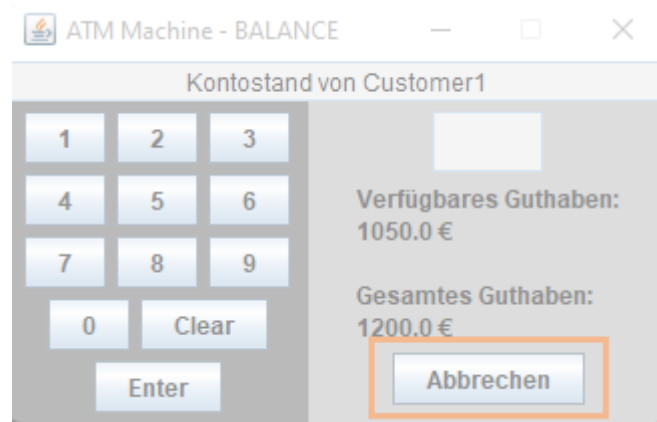 ATM Machine - BALANCE
Kontostand von Customer1
1 2 3
4 5 6
7 8 9
0 Clear
Enter
Verfügbares Guthaben:
1050.0 €
Gesamtes Guthaben:
1200.0 €
Abbrechen